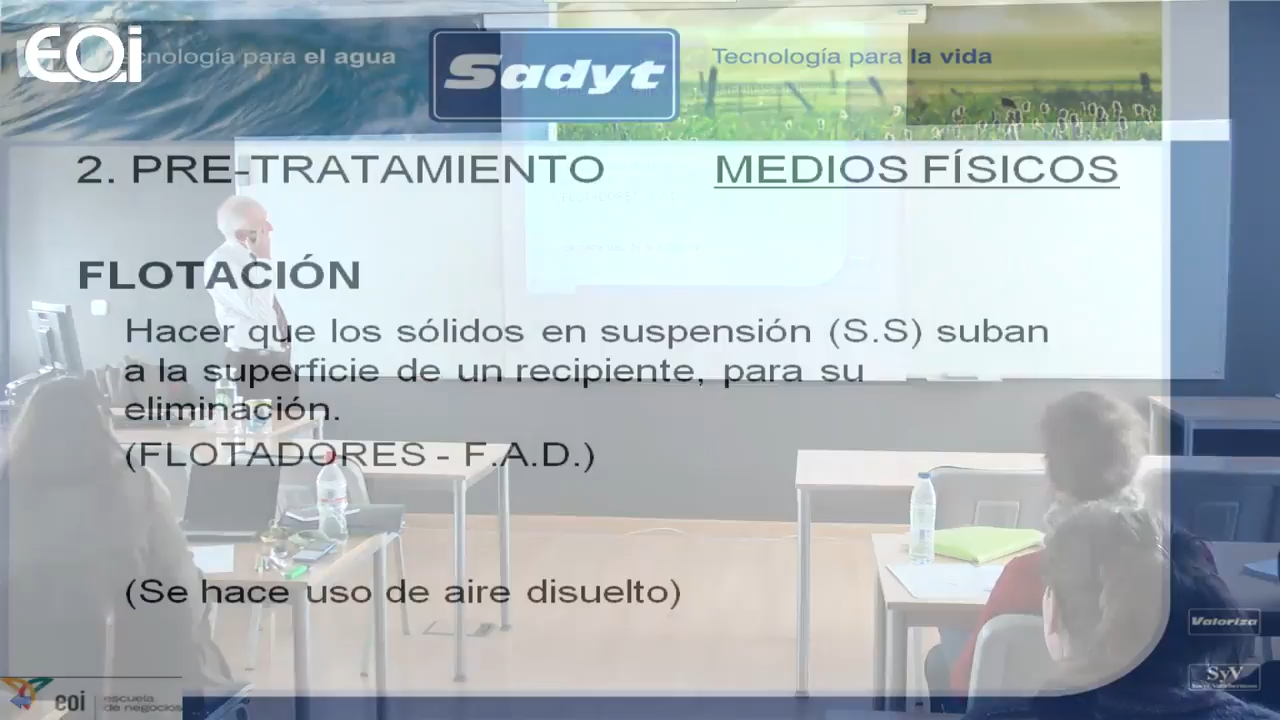 EOi
Tecnología para el agua
Sadyt
Tecnología para la vida
2. PRE-TRATAMIENTO MEDIOS FÍSICOS
FLOTACIÓN
Hacer que los sólidos en suspensión (S.S) suban
a la superficie de un recipiente, para su
eliminación.
(FLOTADORES - F.A.D.)
(Se hace uso de aire disuelto)
Valoriza
SyV
eoi escuela
de negocios